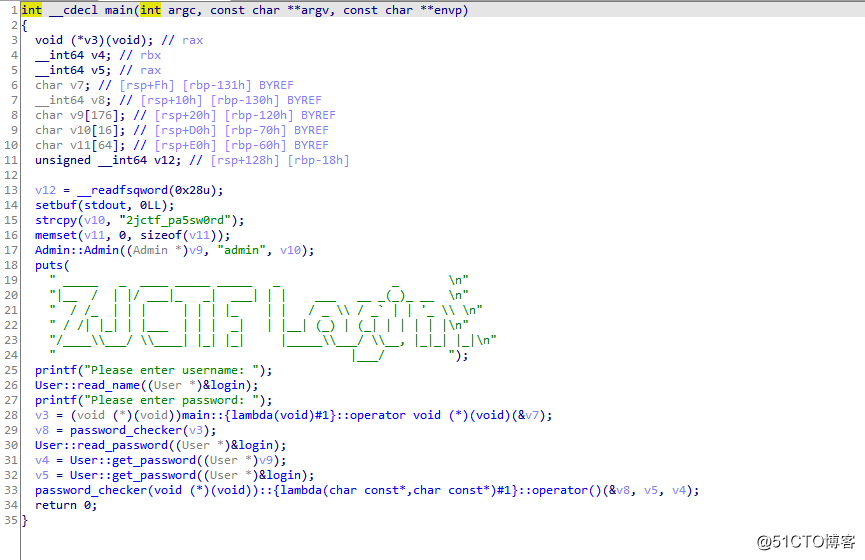 1 int __cdecl main(int argc, const char **argv, const char **envp)
2 {
3 void (*v3)(void); // rax
4 __int64 v4; // rbx
5 __int64 v5; // rax
6 char v7; // [rsp+Fh] [rbp-131h] BYREF
7 __int64 v8; // [rsp+10h] [rbp-130h] BYREF
8 char v9[176]; // [rsp+20h] [rbp-120h] BYREF
9 char v10[16]; // [rsp+D0h] [rbp-70h] BYREF
10 char v11[64]; // [rsp+E0h] [rbp-60h] BYREF
11 unsigned __int64 v12; // [rsp+128h] [rbp-18h]
12
13 v12 = __readfsqword(0x28u);
14 setbuf(stdout, 0LL);
15 strcpy(v10, "2jctf_pa5sw0rd");
16 memset(v11, 0, sizeof(v11));
17 Admin::Admin((Admin *)v9, "admin", v10);
18 puts(
19 " _____   _  ____ _____ _____   _                _       \n"
20 "|__  /  | |/ ___|_   _|  ___| | |    ___   __ _(_)_ __  \n"
21 "  / /_  | | |     | | | |_    | |   / _ \\ / _` | | '_ \\ \n"
22 " / /| |_| | |___  | | |  _|   | |__| (_) | (_| | | | | |\n"
23 "/____\\___/ \\____| |_| |_|     |_____\\___/ \\__, |_|_| |_|\n"
24 "                                          |___/         ");
25 printf("Please enter username: ");
26 User::read_name((User *)&login);
27 printf("Please enter password: ");
28 v3 = (void (*)(void))main::{lambda(void)#1}::operator void (*)(void)(&v7);
29 v8 = password_checker(v3);
30 User::read_password((User *)&login);
31 v4 = User::get_password((User *)v9);
32 v5 = User::get_password((User *)&login);
33 password_checker(void (*)(void))::{lambda(char const*,char const*)#1}::operator()(&v8, v5, v4);
34 return 0;
35 }
@51CTO博客